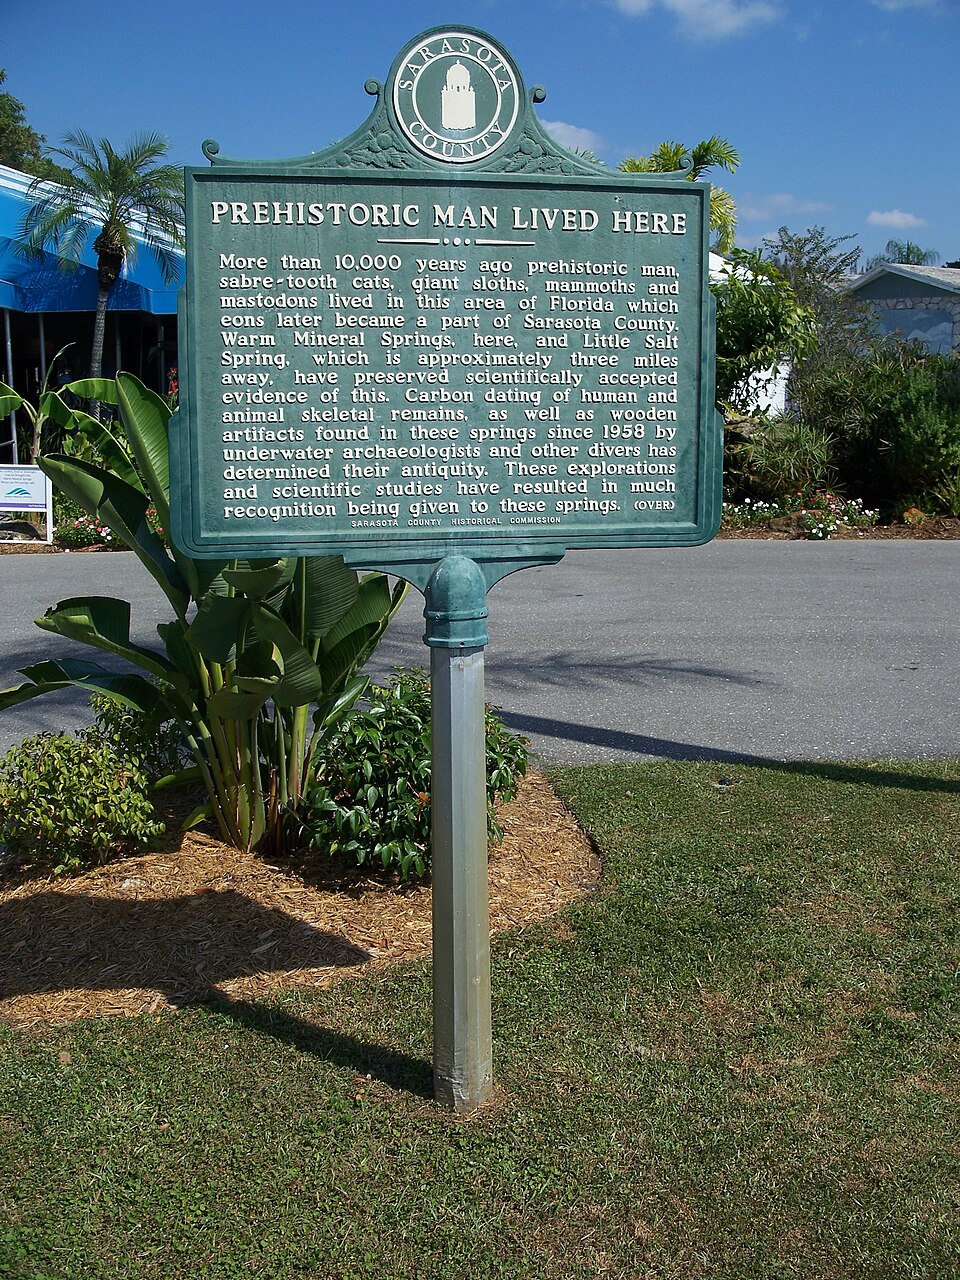 SARASOTA
COUNTY
PREHISTORIC MAN LIVED HERE
More than 10,000 years ago prehistoric man,
sabre-tooth cats, giant sloths, mammoths and
mastodons lived in this area of Florida which
eons later became a part of Sarasota County.
Warm Mineral Springs, here, and Little Salt
Spring, which is approximately three miles
away, have preserved scientifically accepted
evidence of this. Carbon dating of human and
animal skeletal remains, as well as wooden
artifacts found in these springs since 1958 by
underwater archaeologists and other divers has
determined their antiquity. These explorations
and scientific studies have resulted in much
recognition being given to these springs. (OVER)
SARASOTA COUNTY HISTORICAL COMMISSION